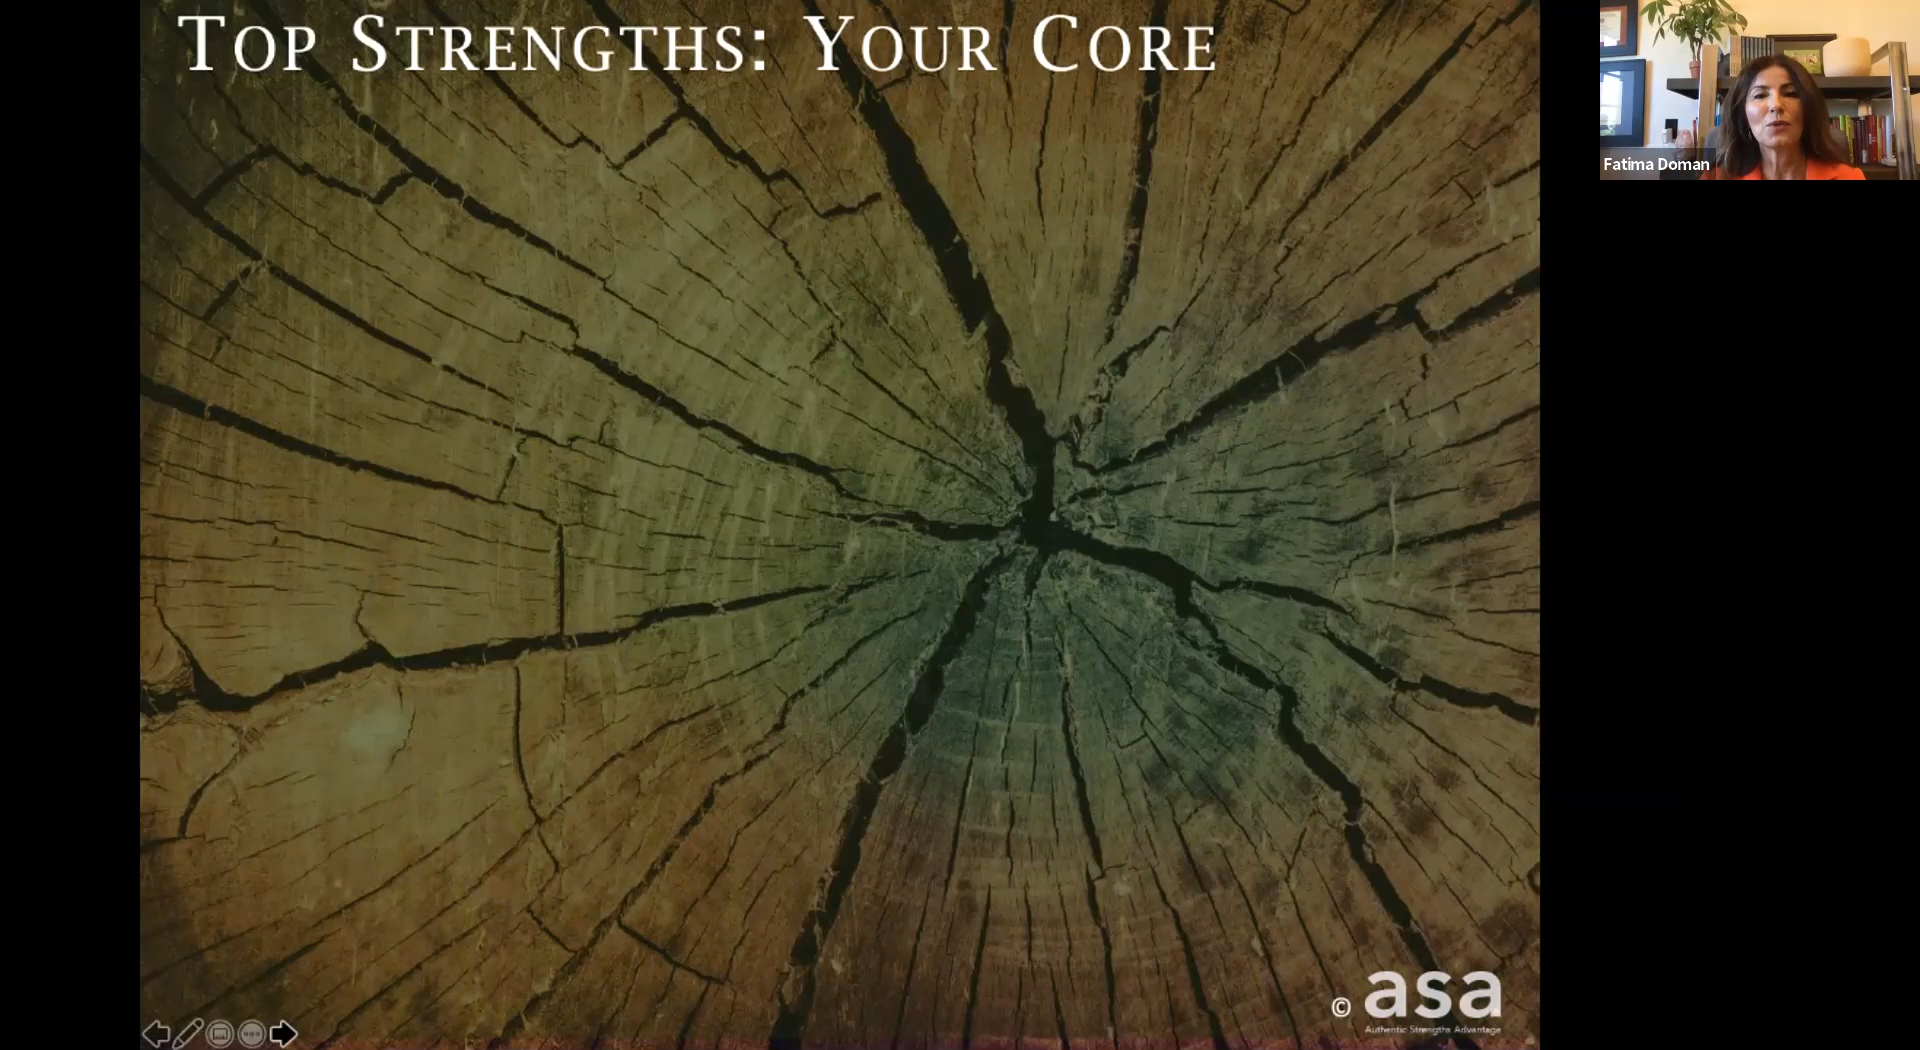 TOP STRENGTHS: YOUR CORE
Fatima Doman
© asa
Authentic Strengths Advantage